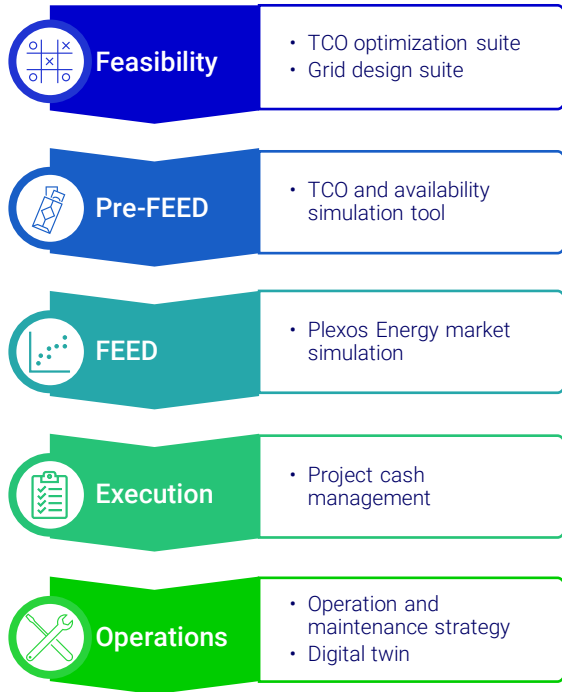 Feasibility
• TCO optimization suite
• Grid design suite
Pre-FEED
• TCO and availability
simulation tool
FEED
• Plexos Energy market
simulation
Execution
• Project cash
management
Operations
• Operation and
maintenance strategy
• Digital twin